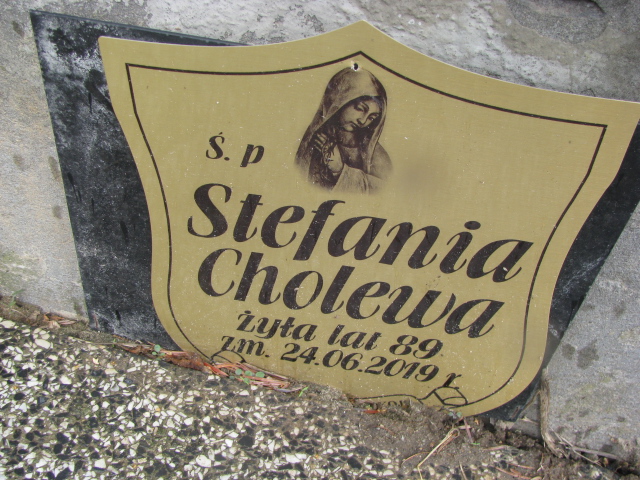 Ś. p
Stefania
Cholewa
żyła lat 89
zm. 24.06.2019 r